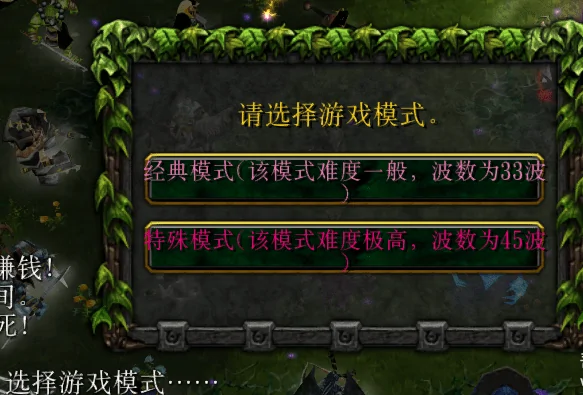 请选择游戏模式。
经典模式(该模式难度一般，波数为33波
)
特殊模式(该模式难度极高，波数为45波
)
赚钱!
间。
死!
选择游戏模式……